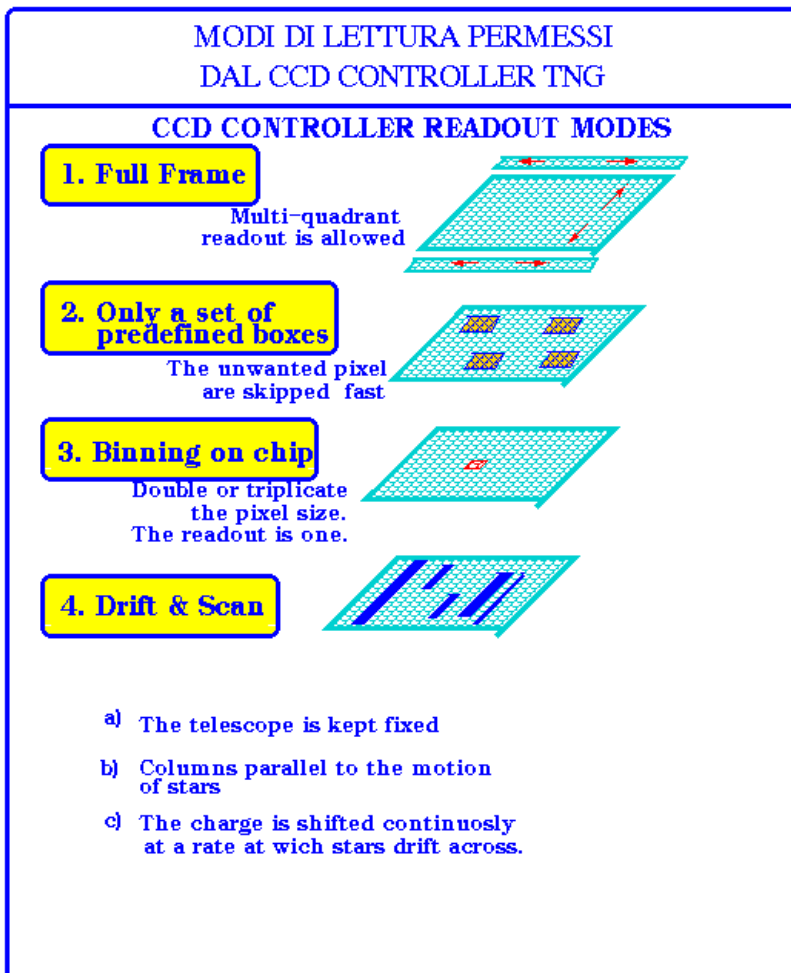 MODI DI LETTURA PERMESSI
DAL CCD CONTROLLER TNG
CCD CONTROLLER READOUT MODES
1. Full Frame
Multi-quadrant
readout is allowed
2. Only a set of
predefined boxes
The unwanted pixel
are skipped fast
3. Binning on chip
Double or triplicate
the pixel size.
The readout is one.
4. Drift & Scan
a) The telescope is kept fixed
b) Columns parallel to the motion
of stars
c) The charge is shifted continuosly
at a rate at wich stars drift across.